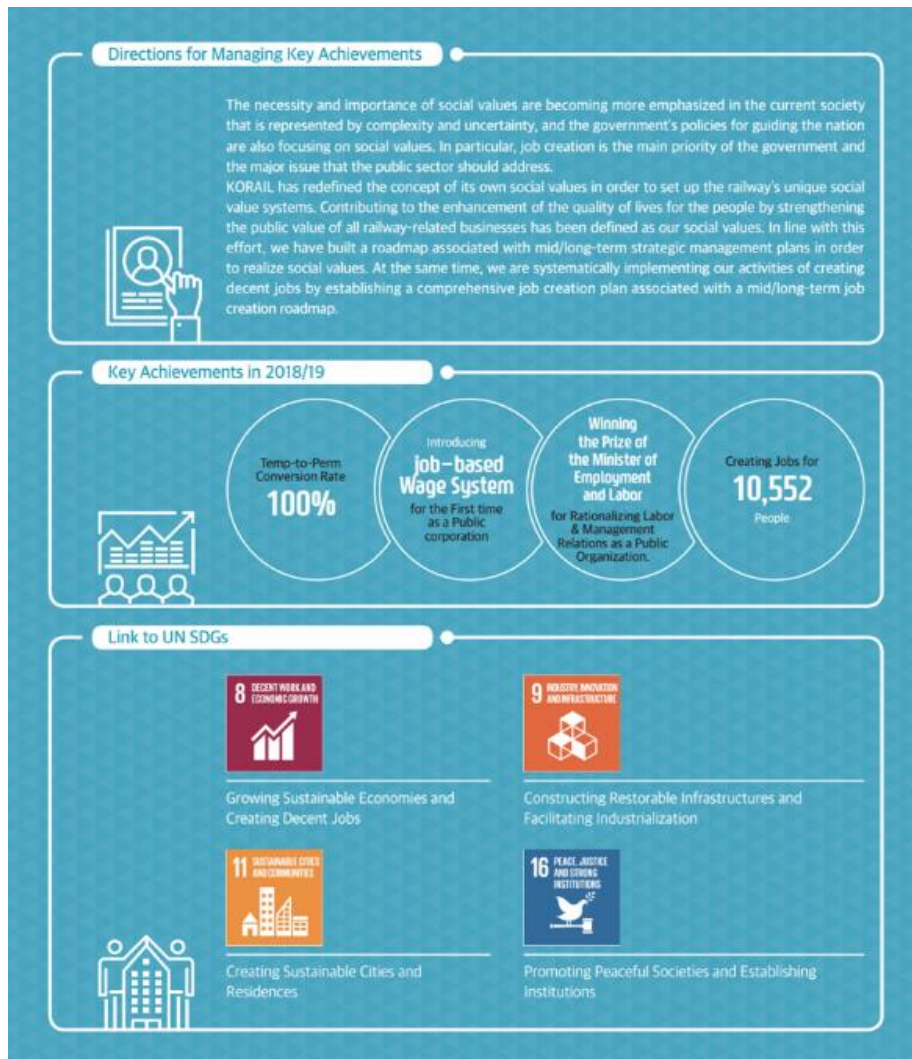 Directions for Managing Key Achievements
The necessity and importance of social values are becoming more emphasized in the current society
that is represented by complexity and uncertainty, and the government's policies for guiding the nation
are also focusing on social values. In particular, job creation is the main priority of the government and
the major issue that the public sector should address.
KORAIL has redefined the concept of its own social values in order to set up the railway's unique social
value systems. Contributing to the enhancement of the quality of lives for the people by strengthening
the public value of all railway-related businesses has been defined as our social values. In line with this
effort, we have built a roadmap associated with mid/long-term strategic management plans in order
to realize social values. At the same time, we are systematically implementing our activities of creating
decent jobs by establishing a comprehensive job creation plan associated with a mid/long-term job
creation roadmap.
Key Achievements in 2018/19
Temp-to-Perm
Conversion Rate
100%
Introducing
job-based
Wage System
for the First time
as a Public
corporation
Winning
the Prize of
the Minister of
Employment
and Labor
for Rationalizing Labor
& Management
Relations as a Public
Organization.
Creating Jobs for
10,552
People
Link to UN SDGs
8 DECENT WORK AND
ECONOMIC GROWTH
Growing Sustainable Economies and
Creating Decent Jobs
9 INDUSTRY, INNOVATION
AND INFRASTRUCTURE
Constructing Restorable Infrastructures and
Facilitating Industrialization
11 SUSTAINABLE CITIES
AND COMMUNITIES
Creating Sustainable Cities and
Residences
16 PEACE, JUSTICE
AND STRONG
INSTITUTIONS
Promoting Peaceful Societies and Establishing
Institutions